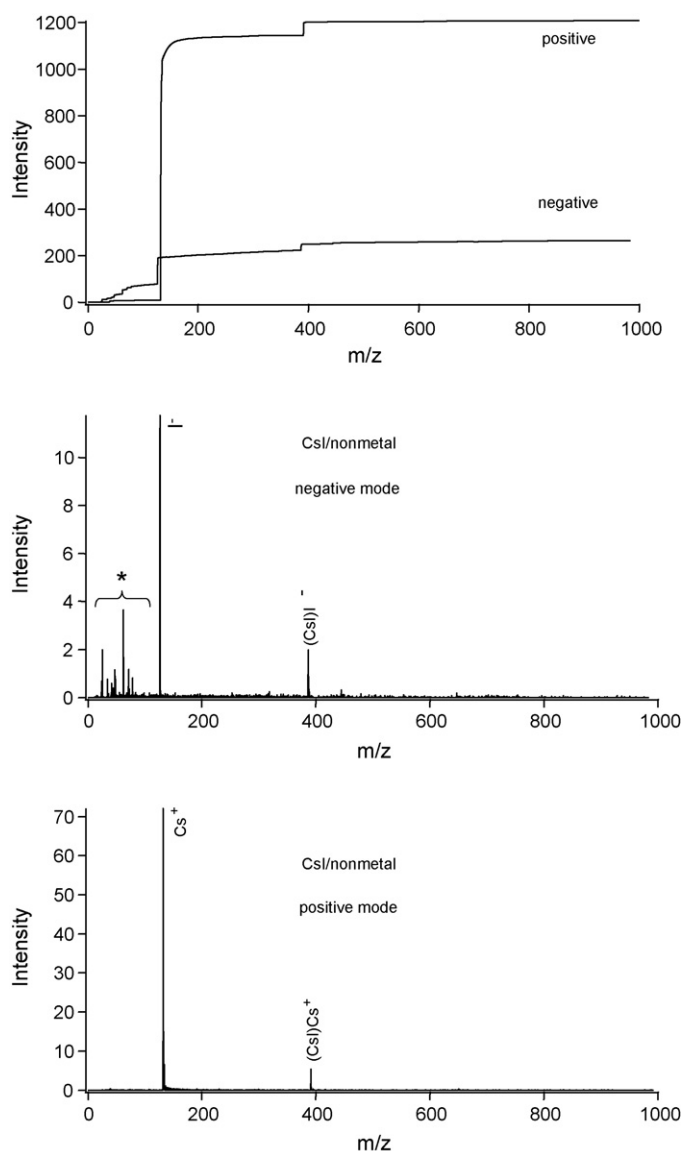 1200
1000
800
600
400
200
0
Intensity
positive
negative
0 200 400 600 800 1000
m/z
10
8
6
4
2
0
Intensity
*
I-
CsI/nonmetal
negative mode
(CsI)I-
0 200 400 600 800 1000
m/z
70
60
50
40
30
20
10
0
Intensity
Cs+
CsI/nonmetal
positive mode
(CsI)Cs+
0 200 400 600 800 1000
m/z